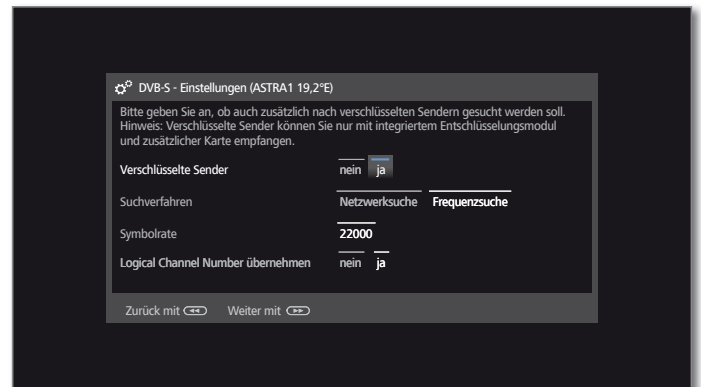 DVB-S - Einstellungen (ASTRA1 19,2°E)
Bitte geben Sie an, ob auch zusätzlich nach verschlüsselten Sendern gesucht werden soll.
Hinweis: Verschlüsselte Sender können Sie nur mit integriertem Entschlüsselungsmodul
und zusätzlicher Karte empfangen.
Verschlüsselte Sender nein ja
Suchverfahren Netzwerksuche Frequenzsuche
Symbolrate 22000
Logical Channel Number übernehmen nein ja
Zurück mit Weiter mit